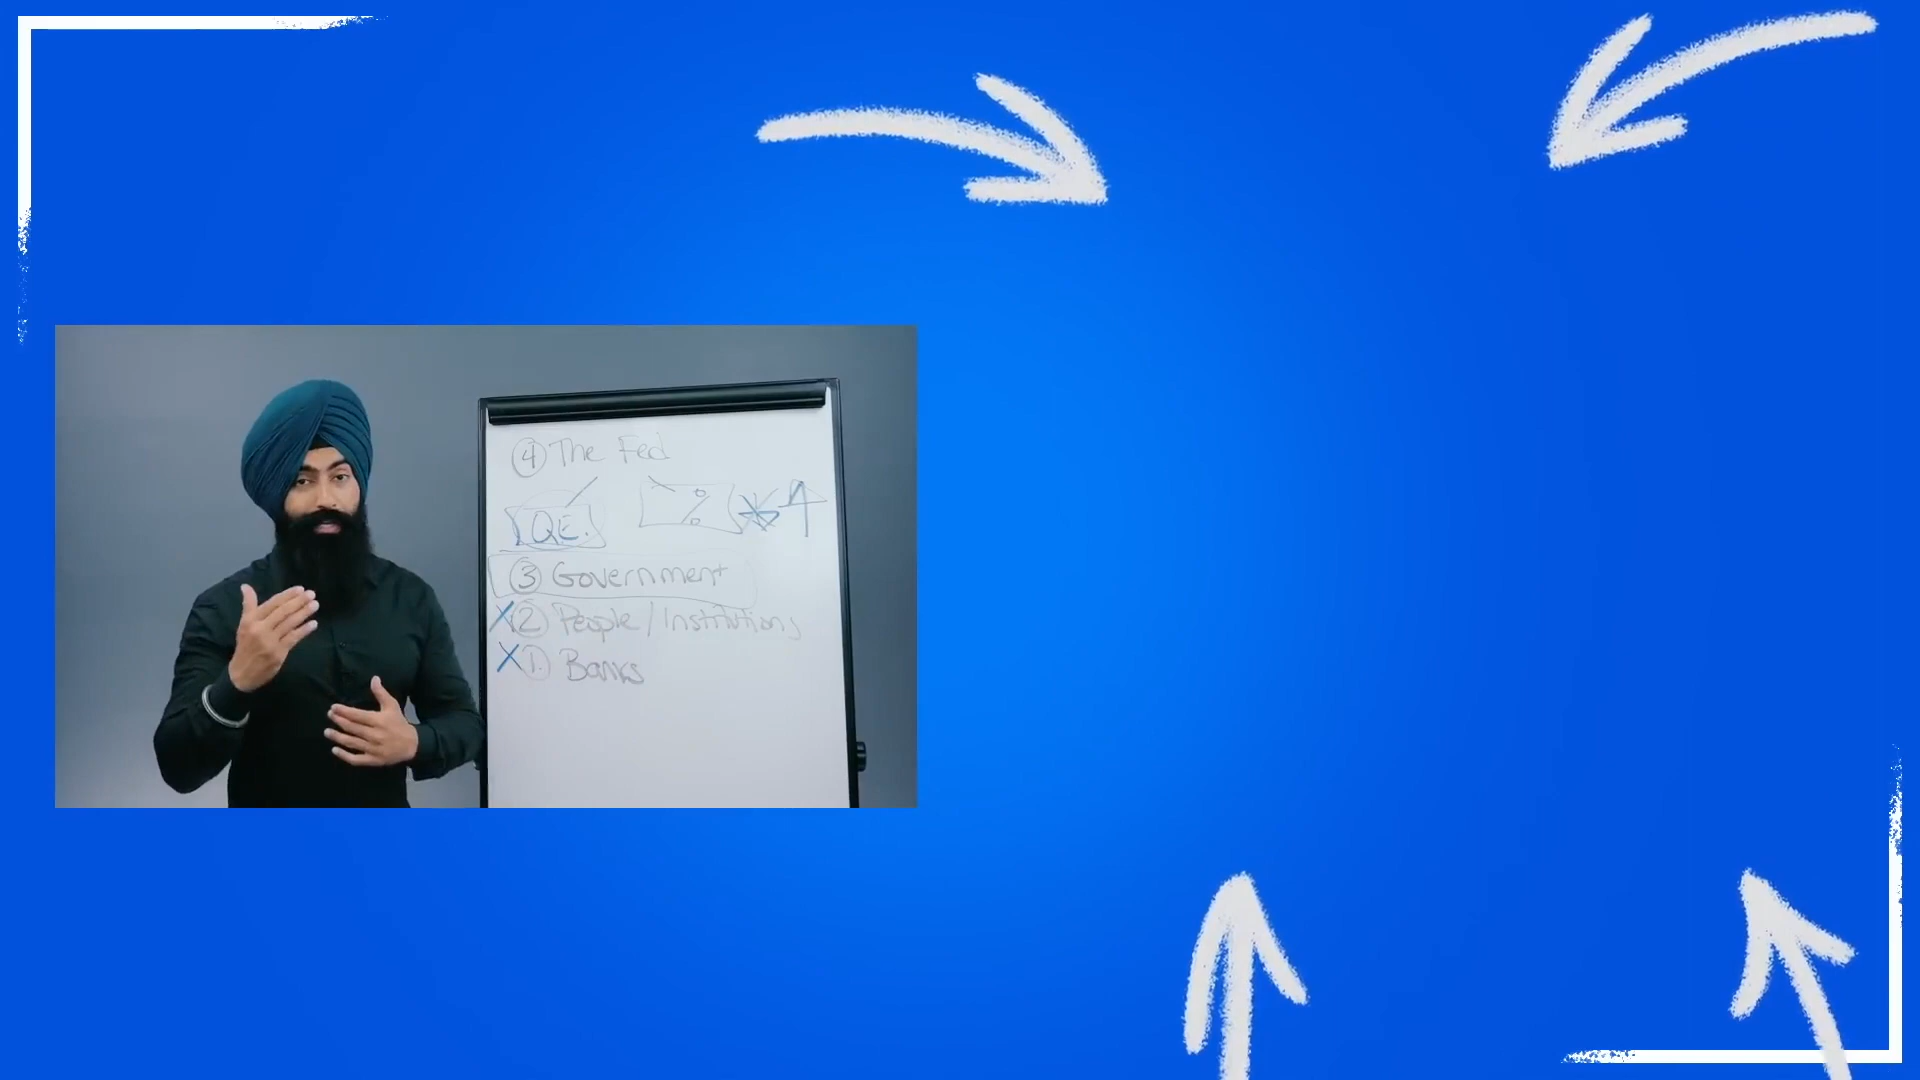 4 The Fed
QE. %
3 Government
X 2 People / Institutions
X 1. Banks